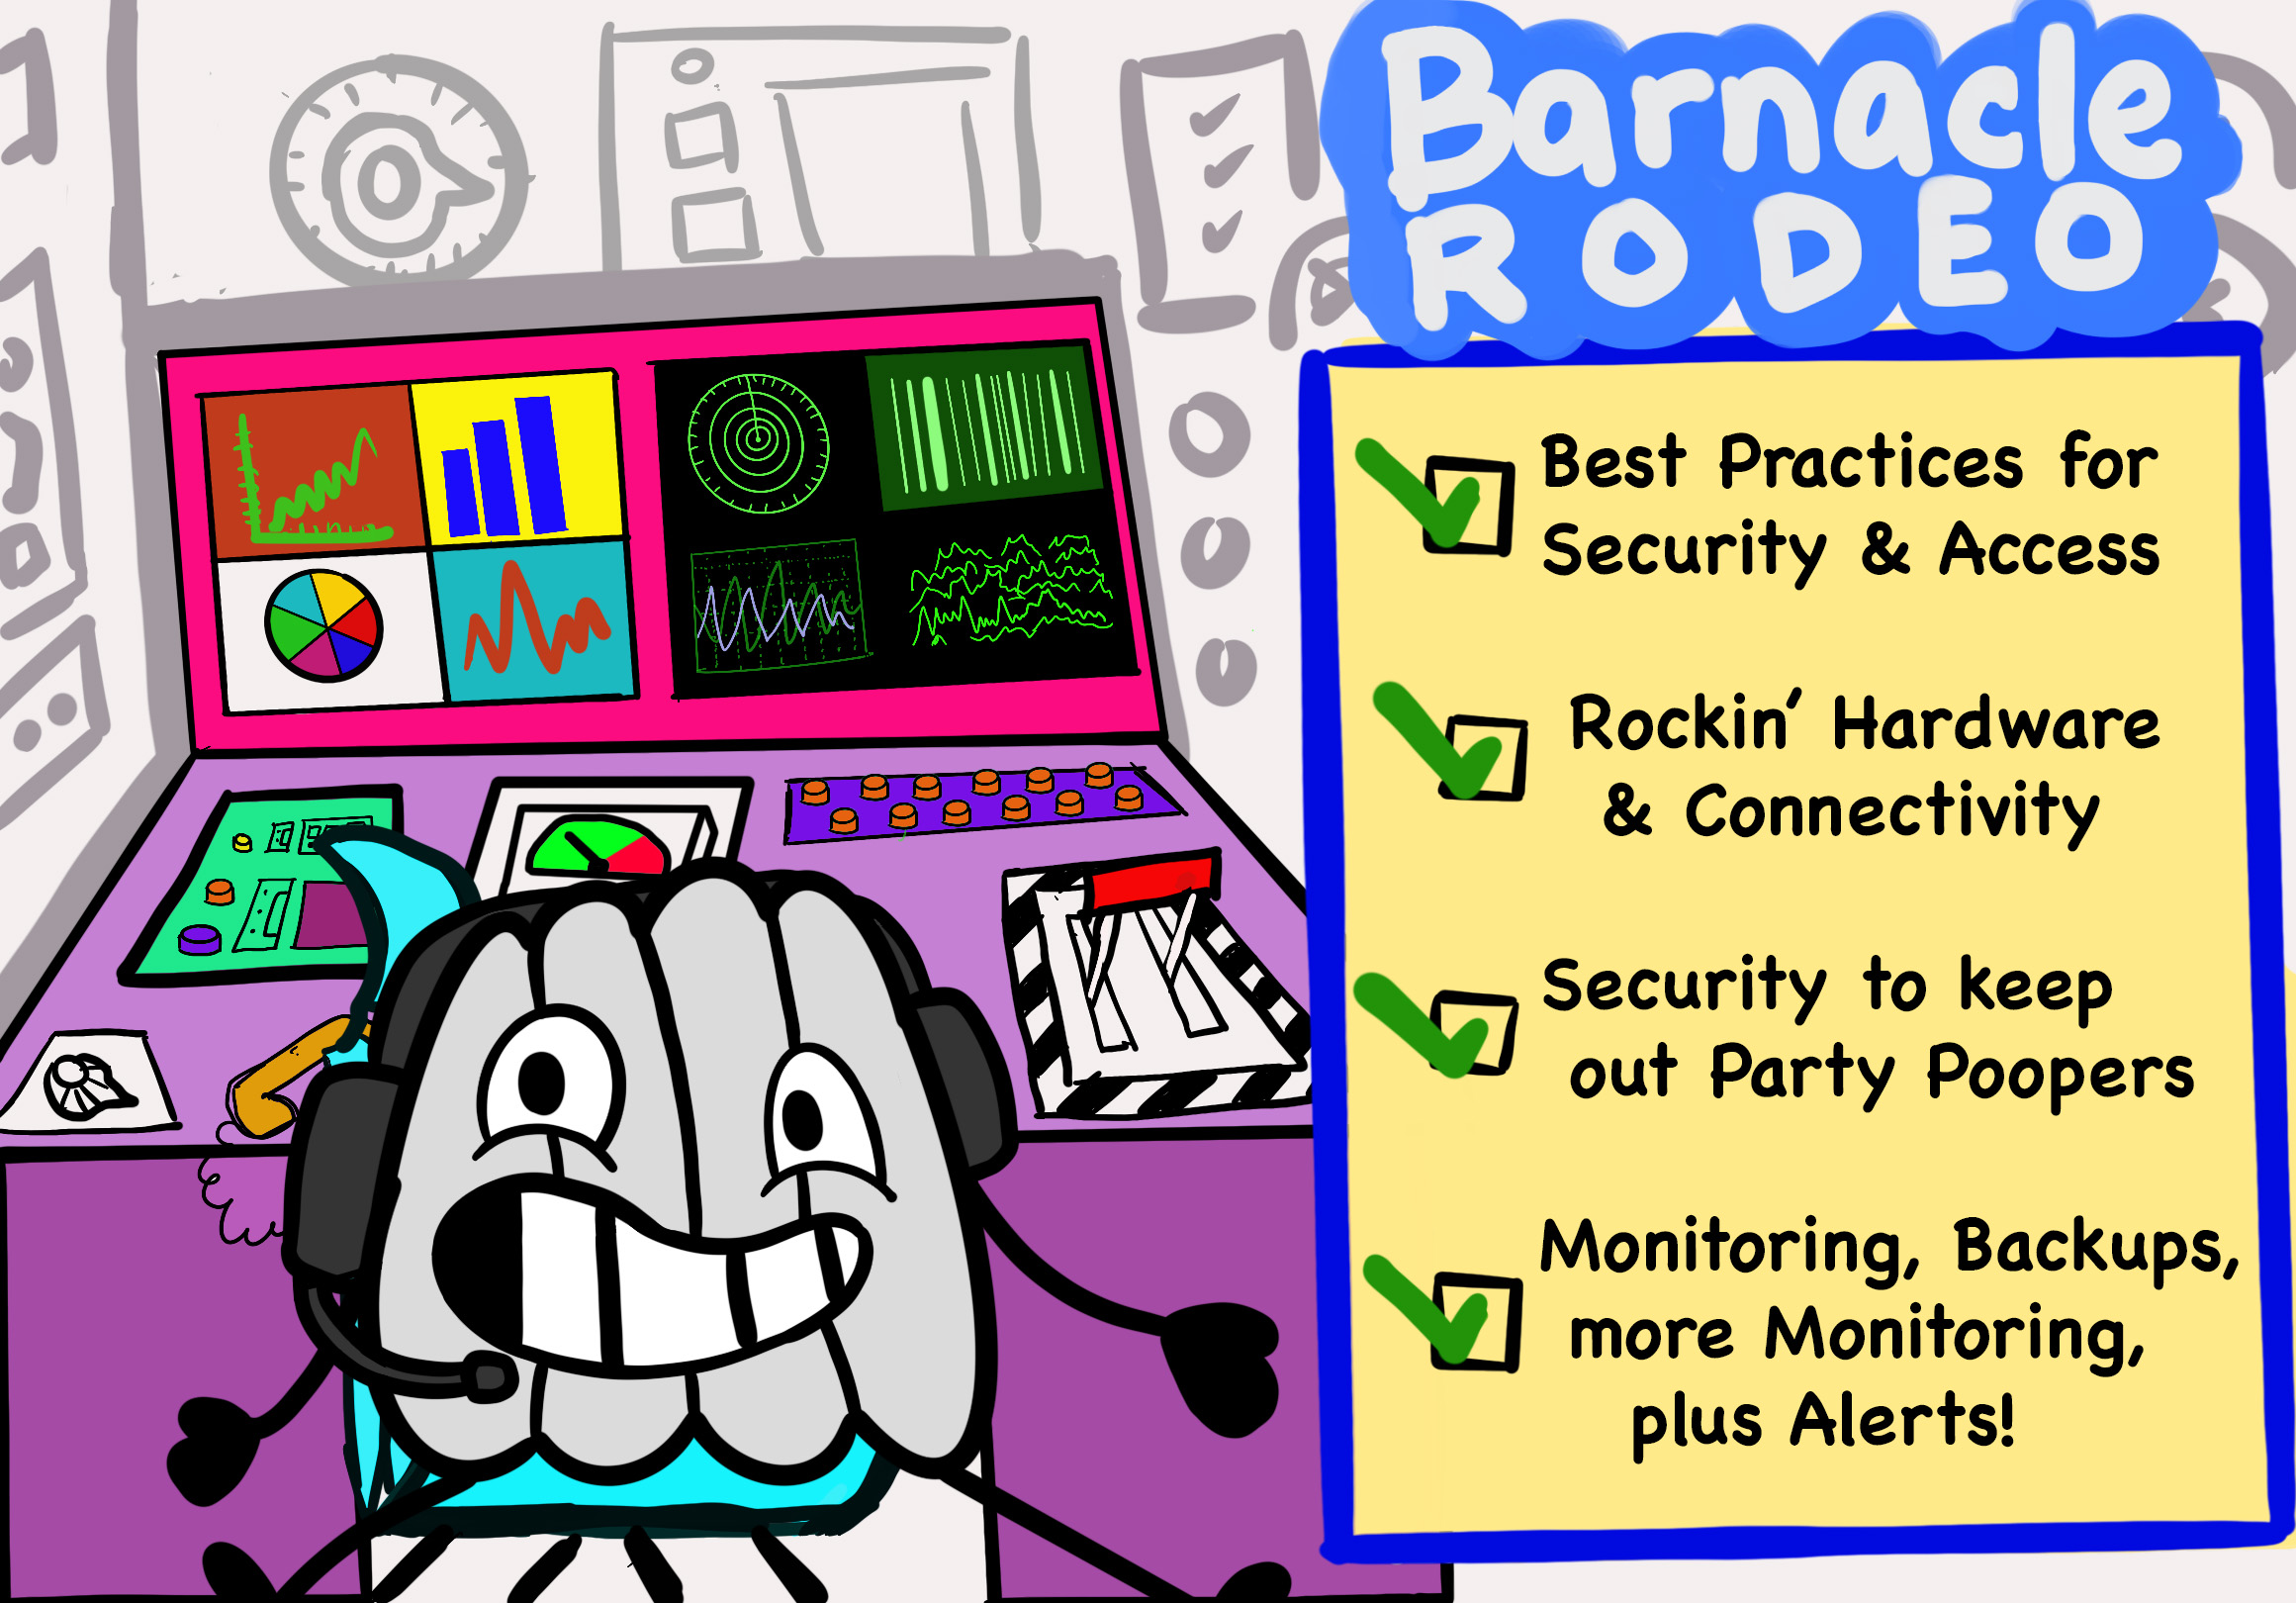 Barnacle
RODEO
Best Practices for
Security & Access
Rockin' Hardware
& Connectivity
Security to keep
out Party Poopers
Monitoring, Backups,
more Monitoring,
plus Alerts!